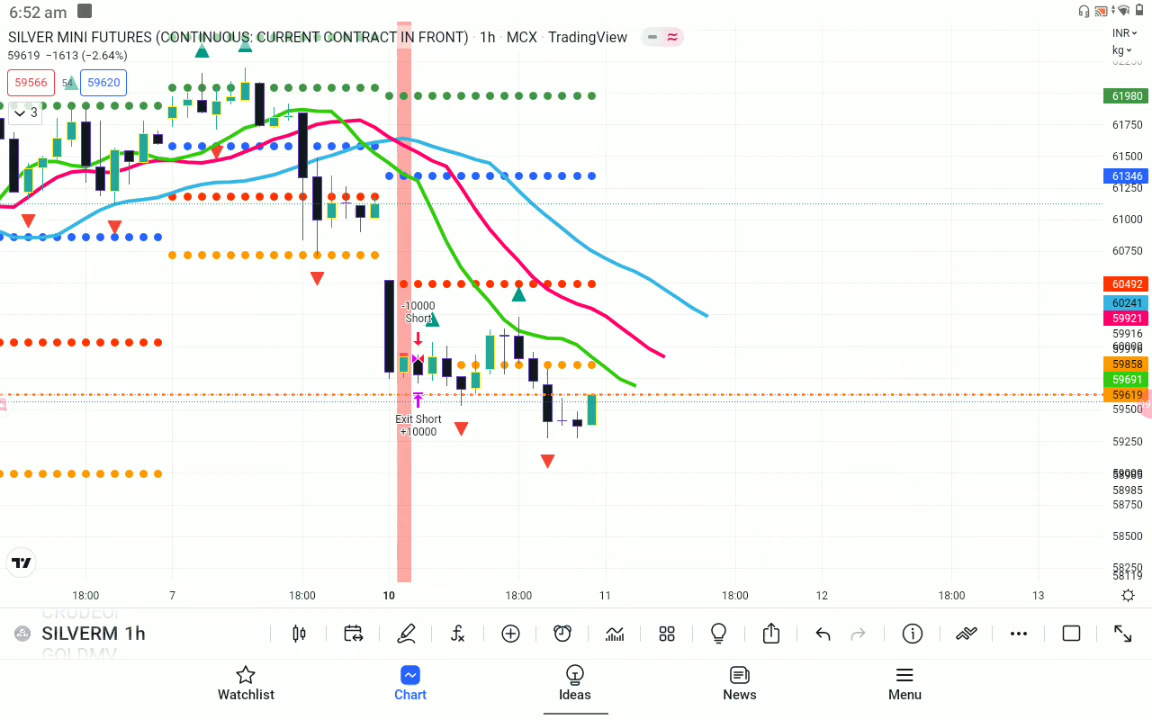 6:52 am
SILVER MINI FUTURES (CONTINUOUS: CURRENT CONTRACT IN FRONT) · 1h · MCX · TradingView
INR
59619 −1613 (−2.64%)
kg
62250
59566
59620
61980
3
61750
61500
61346
61250
61000
60750
60492
-10000
Short
60241
59921
59916
59858
59691
59619
59500
Exit Short
+10000
59250
58985
58750
58500
58250
58119
18:00
7
18:00
10
18:00
11
18:00
12
18:00
13
CRUDEOI
SILVERM 1h
GOLDMV
Watchlist
Chart
Ideas
News
Menu